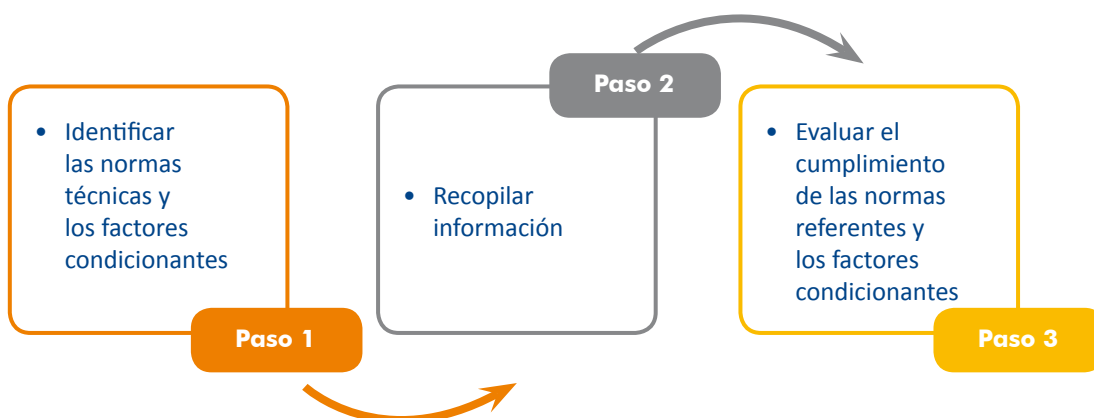 • Identificar
las normas
técnicas y
los factores
condicionantes
Paso 1
Paso 2
• Recopilar
información
• Evaluar el
cumplimiento
de las normas
referentes y
los factores
condicionantes
Paso 3